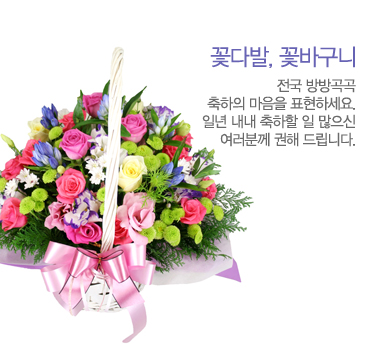 꽃다발, 꽃바구니
전국 방방곡곡
축하의 마음을 표현하세요.
일년 내내 축하할 일 많으신
여러분께 권해 드립니다.